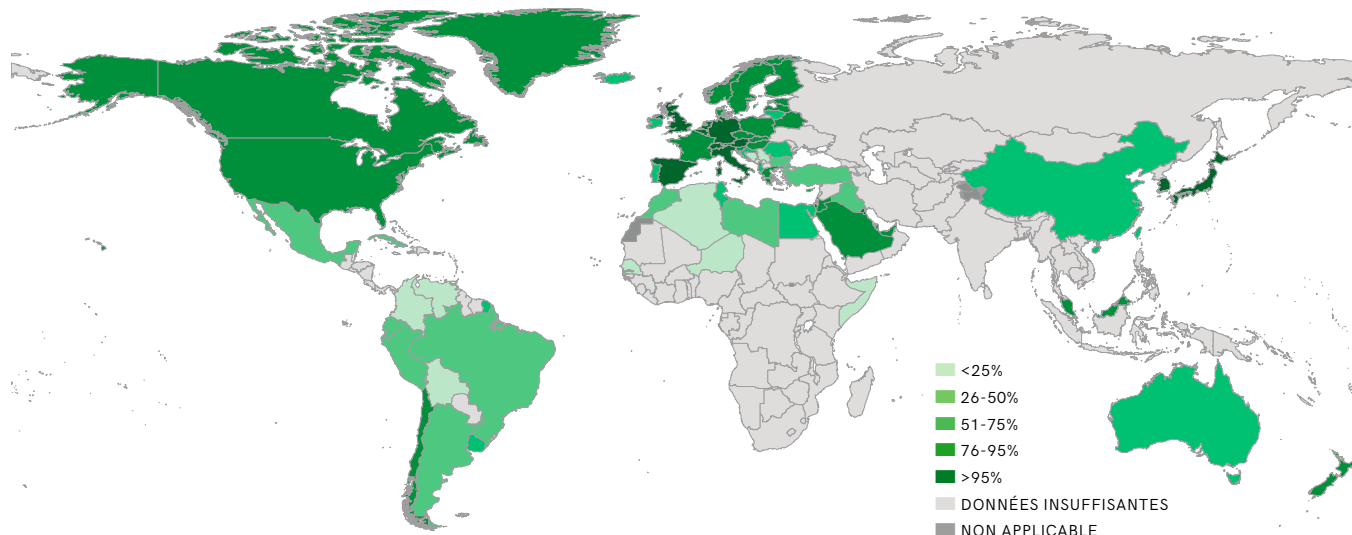 <25%
26-50%
51-75%
76-95%
>95%
DONNÉES INSUFFISANTES
NON APPLICABLE